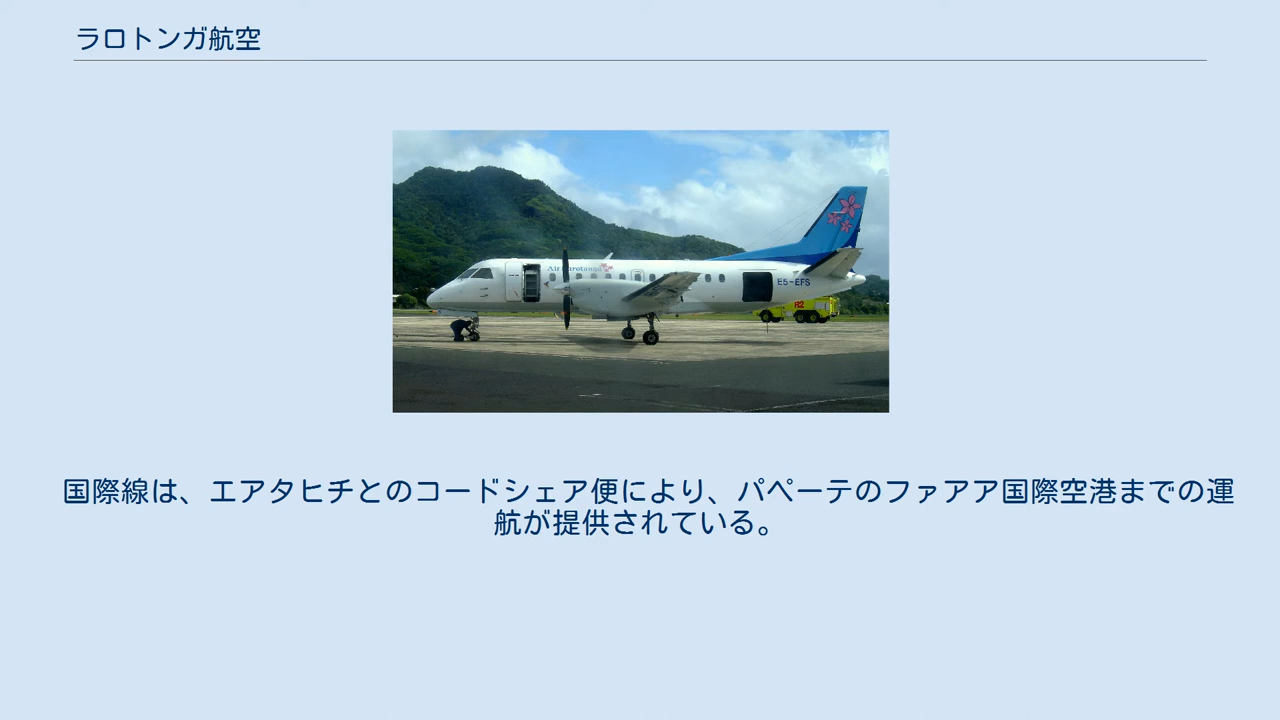 ラロトンガ航空
Air Rarotonga
E5-EFS
R2
国際線は、エアタヒチとのコードシェア便により、パペーテのファアア国際空港までの運
航が提供されている。